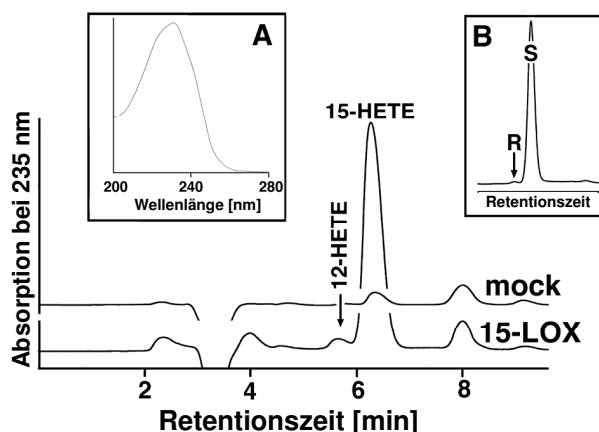 A
200
240
280
Wellenlänge [nm]
B
S
R
Retentionszeit
15-HETE
12-HETE
mock
15-LOX
Absorption bei 235 nm
2
4
6
8
Retentionszeit [min]